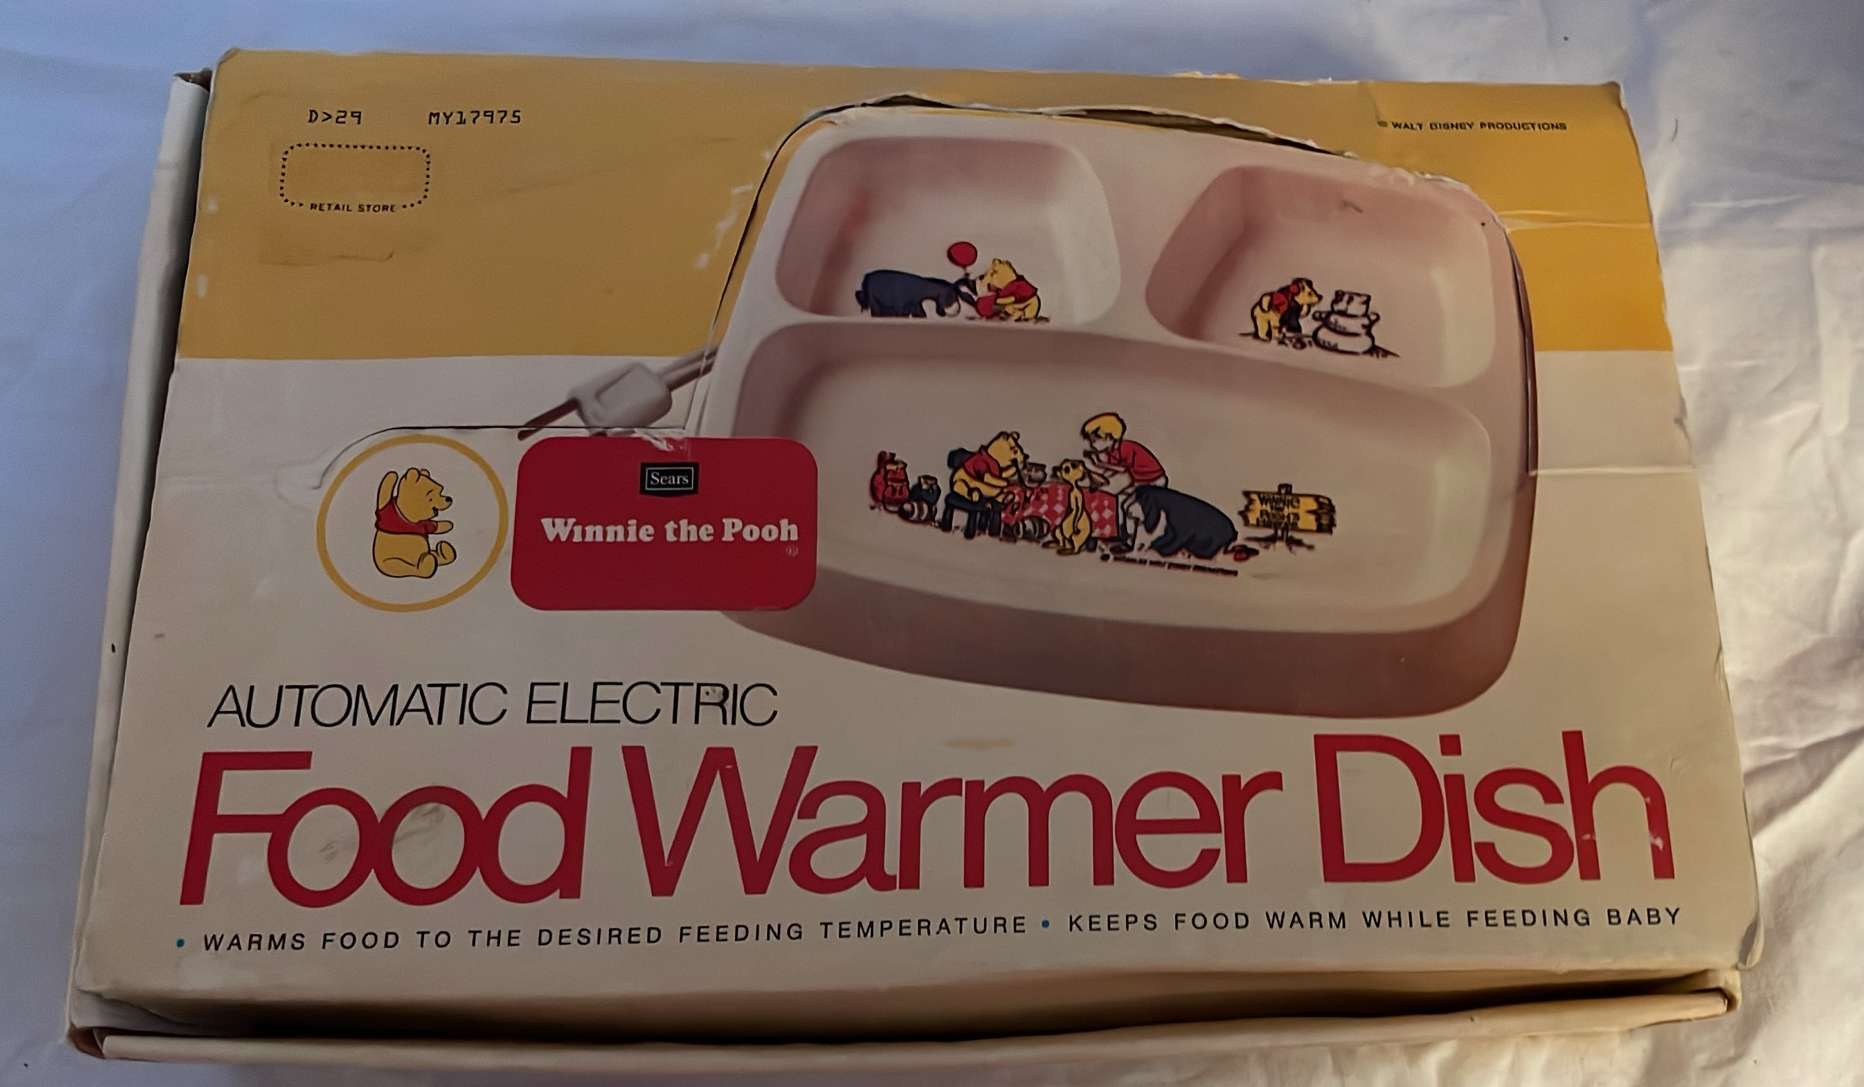 D>29 MY17975
RETAIL STORE
© WALT DISNEY PRODUCTIONS
Sears
Winnie the Pooh
®
AUTOMATIC ELECTRIC
Food Warmer Dish
• WARMS FOOD TO THE DESIRED FEEDING TEMPERATURE • KEEPS FOOD WARM WHILE FEEDING BABY